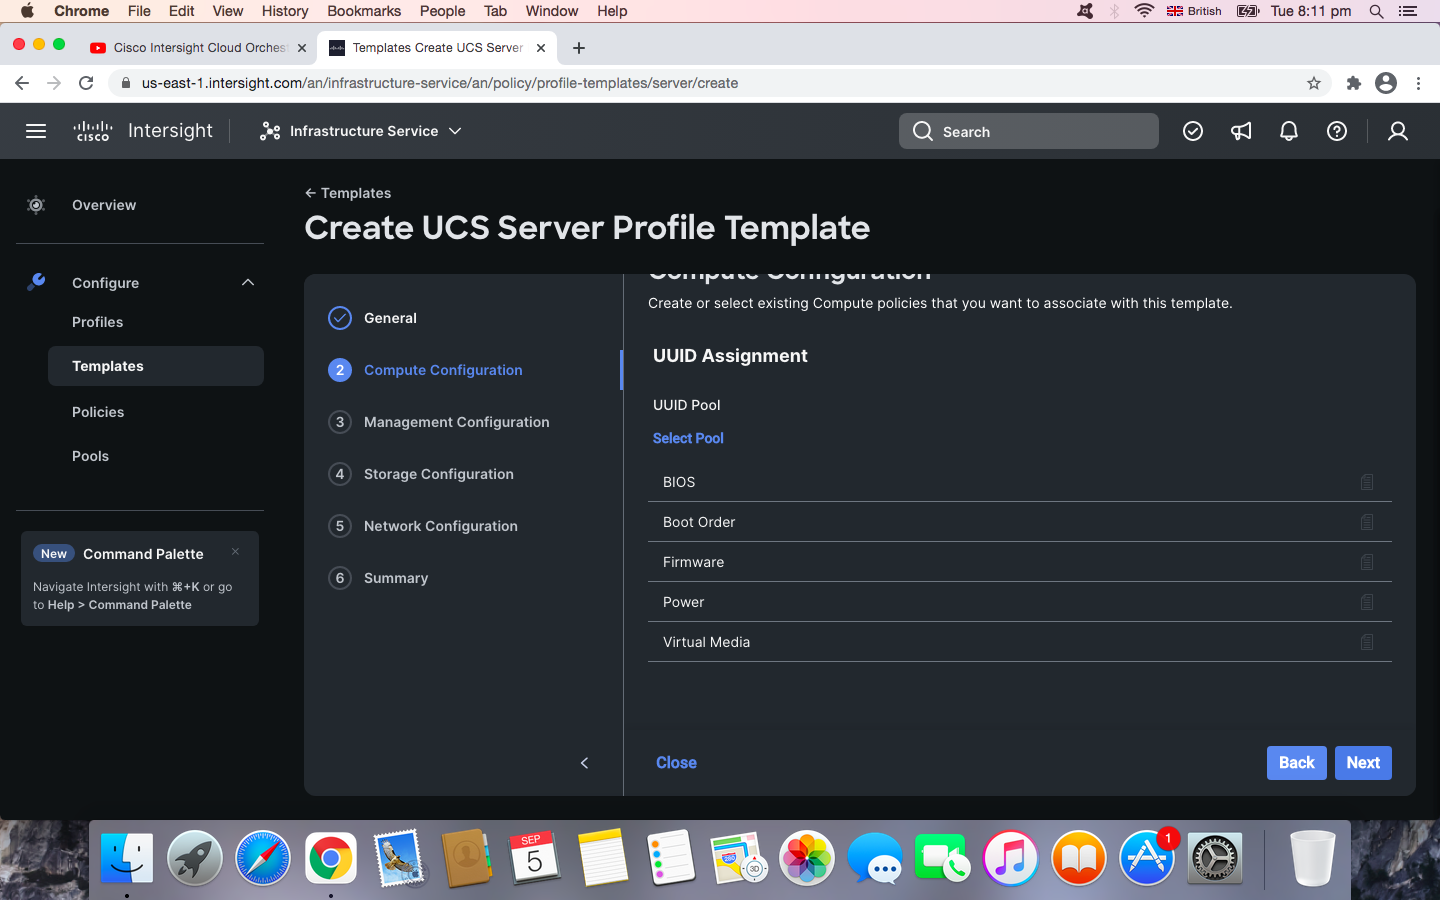 Chrome File Edit View History Bookmarks People Tab Window Help British Tue 8:11 pm
Cisco Intersight Cloud Orches Templates Create UCS Server
us-east-1.intersight.com/an/infrastructure-service/an/policy/profile-templates/server/create
CISCO Intersight Infrastructure Service Search
Overview
Configure
Profiles
Templates
Policies
Pools
New Command Palette
Navigate Intersight with ⌘+K or go
to Help > Command Palette
← Templates
Create UCS Server Profile Template
General
2 Compute Configuration
3 Management Configuration
4 Storage Configuration
5 Network Configuration
6 Summary
Compute Configuration
Create or select existing Compute policies that you want to associate with this template.
UUID Assignment
UUID Pool
Select Pool
BIOS
Boot Order
Firmware
Power
Virtual Media
Close Back Next
SEP
5
280
3D
1